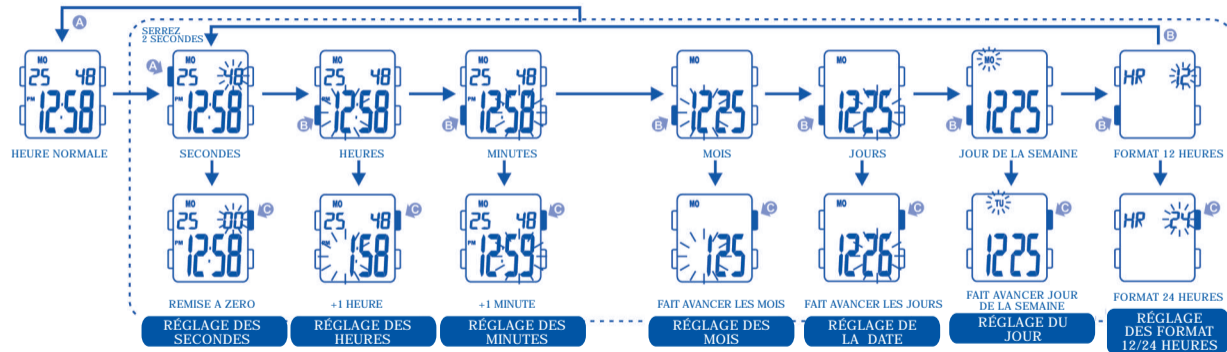 A
SERREZ
2 SECONDES
B
MO
25 48
PM 12:58
HEURE NORMALE
A
MO
25 48
PM 12:58
SECONDES
MO
25 48
PM 12:58
B
HEURES
MO
25 48
PM 12:58
B
MINUTES
MO
12 25
B
MOIS
MO
12 25
B
JOURS
MO
12 25
B
JOUR DE LA SEMAINE
HR 12
B
FORMAT 12 HEURES
MO
25 00
PM 12:58
C
REMISE A ZERO
MO
25 48
PM 1:58
C
+1 HEURE
MO
25 48
PM 12:59
C
+1 MINUTE
MO
1 25
C
FAIT AVANCER LES MOIS
MO
12 26
C
FAIT AVANCER LES JOURS
TU
12 25
C
FAIT AVANCER JOUR
DE LA SEMAINE
HR 24
C
FORMAT 24 HEURES
RÉGLAGE DES
SECONDES
RÉGLAGE DES
HEURES
RÉGLAGE DES
MINUTES
RÉGLAGE DES
MOIS
RÉGLAGE DE
LA DATE
RÉGLAGE DU
JOUR
RÉGLAGE
DES FORMAT
12/24 HEURES